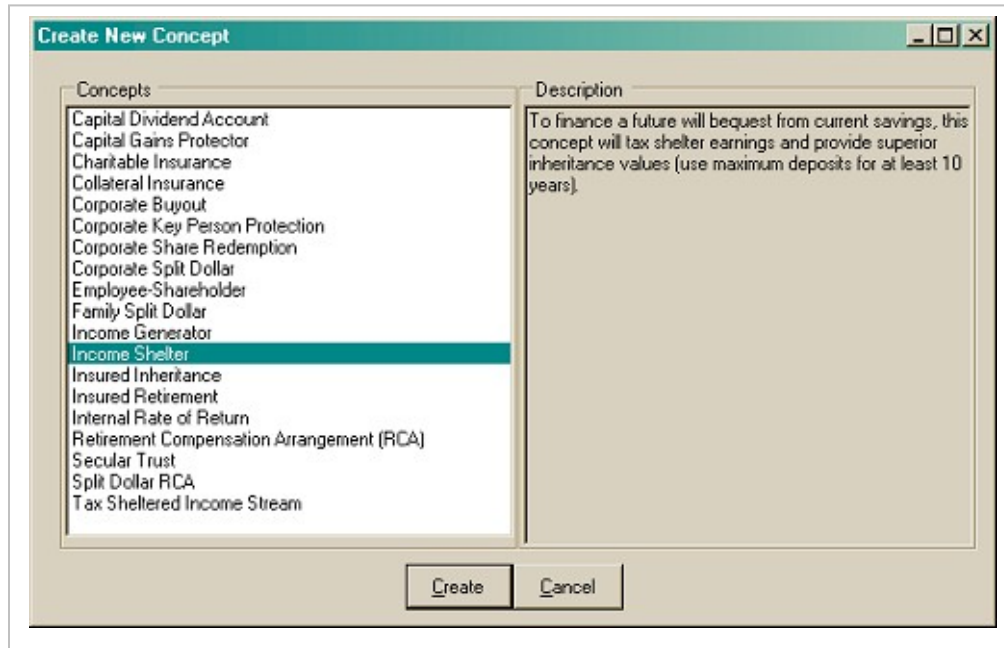 Create New Concept
Concepts
Capital Dividend Account
Capital Gains Protector
Charitable Insurance
Collateral Insurance
Corporate Buyout
Corporate Key Person Protection
Corporate Share Redemption
Corporate Split Dollar
Employee-Shareholder
Family Split Dollar
Income Generator
Income Shelter
Insured Inheritance
Insured Retirement
Internal Rate of Return
Retirement Compensation Arrangement (RCA)
Secular Trust
Split Dollar RCA
Tax Sheltered Income Stream
Description
To finance a future will bequest from current savings, this
concept will tax shelter earnings and provide superior
inheritance values (use maximum deposits for at least 10
years).
Create
Cancel